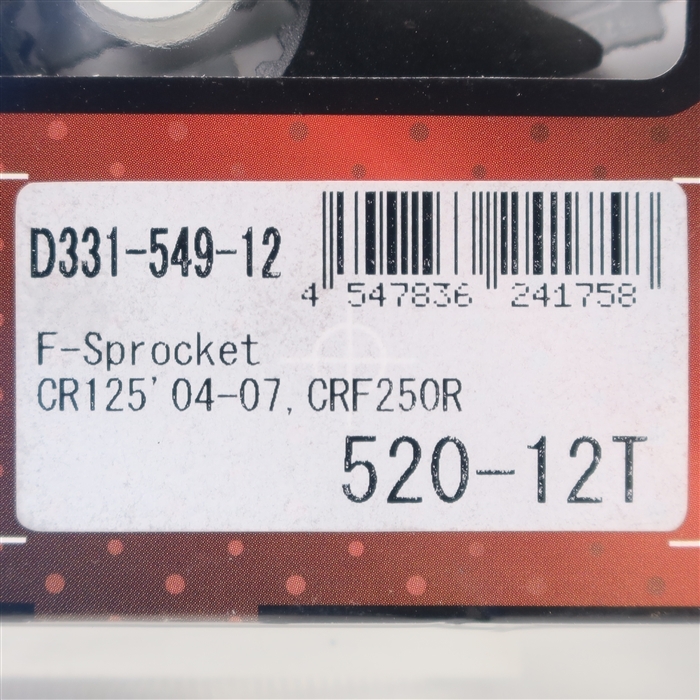 D331-549-12
4 547836 241758
F-Sprocket
CR125'04-07,CRF250R
520-12T